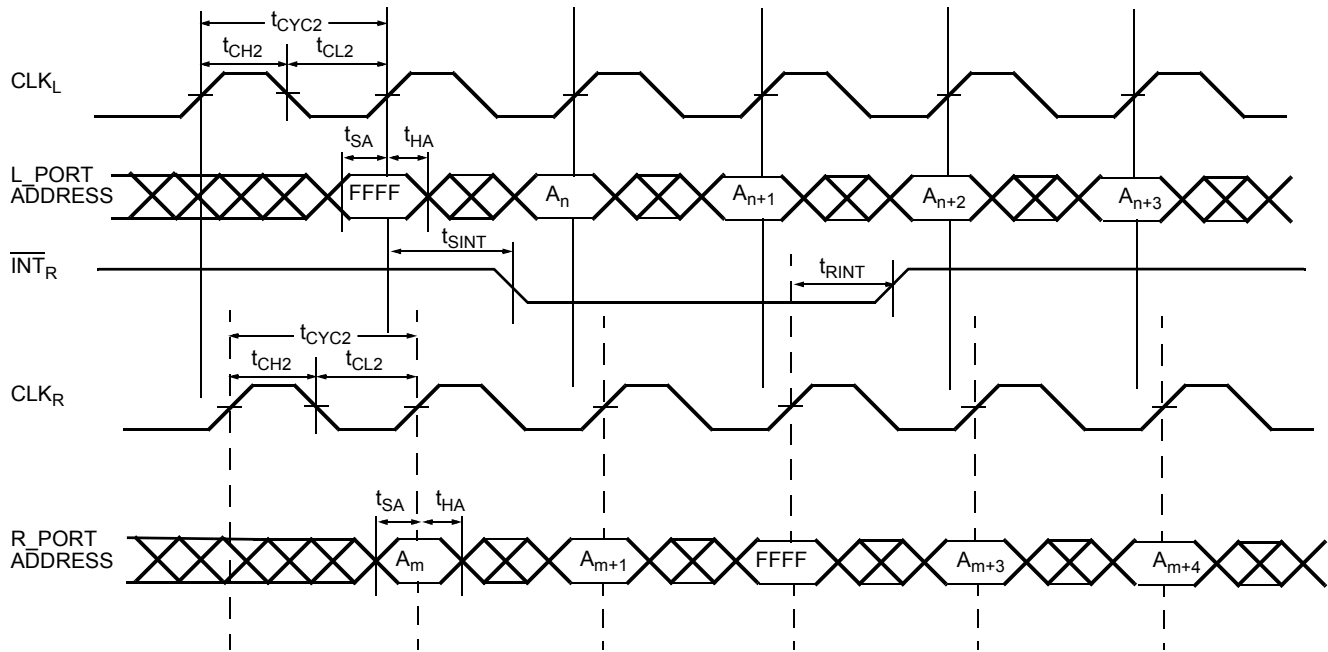 tCYC2
tCH2 tCL2
CLKL
tSA tHA
L_PORT
ADDRESS
FFFF An An+1 An+2 An+3
tSINT
INTR
tRINT
tCYC2
tCH2 tCL2
CLKR
tSA tHA
R_PORT
ADDRESS
Am Am+1 FFFF Am+3 Am+4